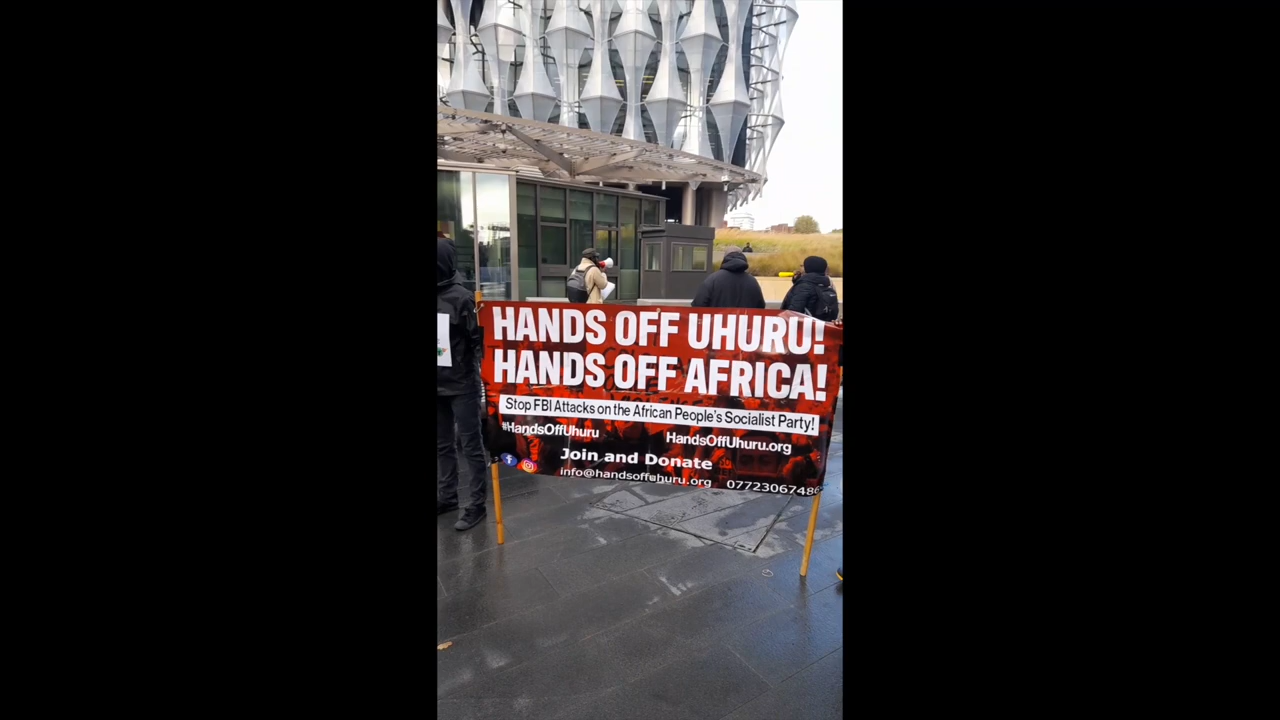 HANDS OFF UHURU!
HANDS OFF AFRICA!
Stop FBI Attacks on the African People's Socialist Party!
#HandsOffUhuru HandsOffUhuru.org
Join and Donate
info@handsoffuhuru.org 07723067486